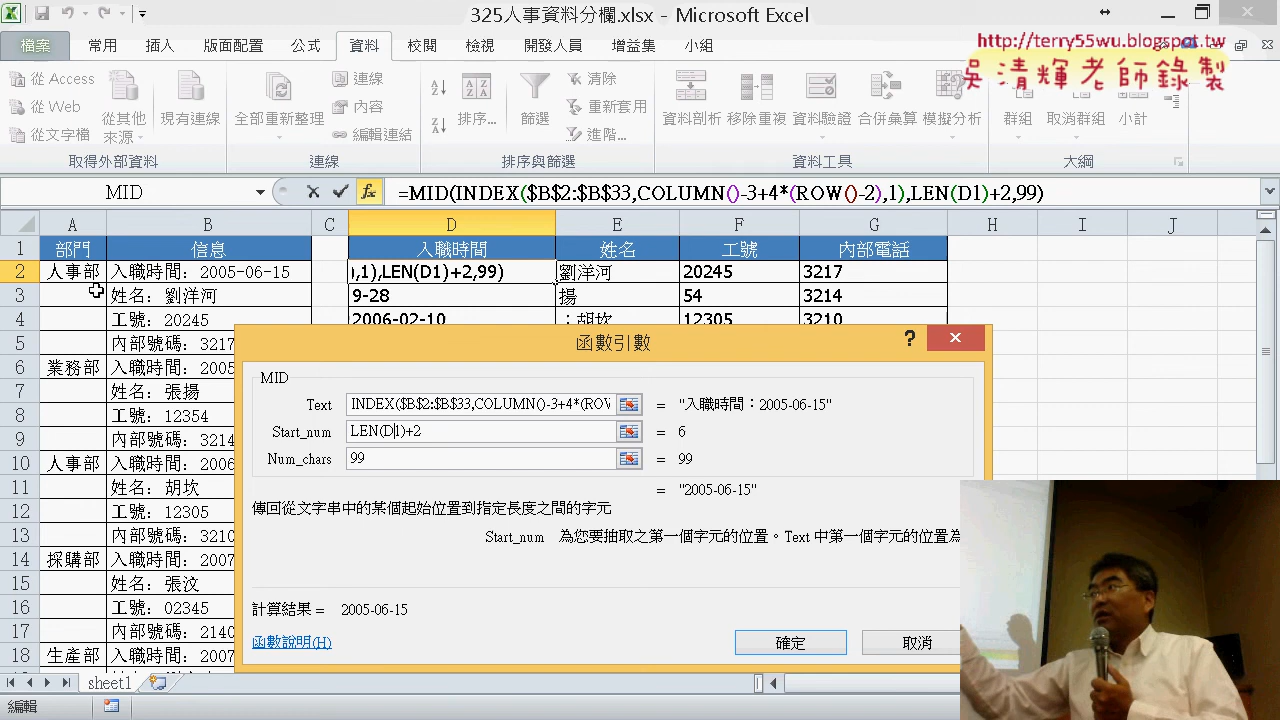 325人事資料分欄.xlsx - Microsoft Excel
檔案 常用 插入 版面配置 公式 資料 校閱 檢視 開發人員 增益集 小組
http://terry55wu.blogspot.tw
吳清輝老師錄製
從 Access
從 Web
從文字檔
從其他來源
現有連線
全部重新整理
連線
內容
編輯連結
排序...
篩選
清除
重新套用
進階...
資料剖析 移除重複 資料驗證 合併彙算 模擬分析
群組 取消群組 小計
取得外部資料 連線 排序與篩選 資料工具 大綱
MID
=MID(INDEX($B$2:$B$33,COLUMN()-3+4*(ROW()-2),1),LEN(D1)+2,99)
A B C D E F G H I J
1 部門 信息 入職時間 姓名 工號 內部電話
2 人事部 入職時間：2005-06-15 ,1),LEN(D1)+2,99) 劉洋河 20245 3217
3 姓名：劉洋河 9-28 揚 54 3214
4 工號：20245 2006-02-10 ：胡坎 12305 3210
5 內部號碼：3217
6 業務部 入職時間：2005
7 姓名：張揚
8 工號：12354
9 內部號碼：3214
10 人事部 入職時間：2006
11 姓名：胡坎
12 工號：12305
13 內部號碼：3210
14 採購部 入職時間：2007
15 姓名：張汶
16 工號：02345
17 內部號碼：2140
18 生產部 入職時間：2007
函數引數
MID
Text INDEX($B$2:$B$33,COLUMN()-3+4*(ROW = "入職時間：2005-06-15"
Start_num LEN(D1)+2 = 6
Num_chars 99 = 99
= "2005-06-15"
傳回從文字串中的某個起始位置到指定長度之間的字元
Start_num 為您要抽取之第一個字元的位置。Text 中第一個字元的位置為
計算結果 = 2005-06-15
函數說明(H)
確定 取消
sheet1
編輯